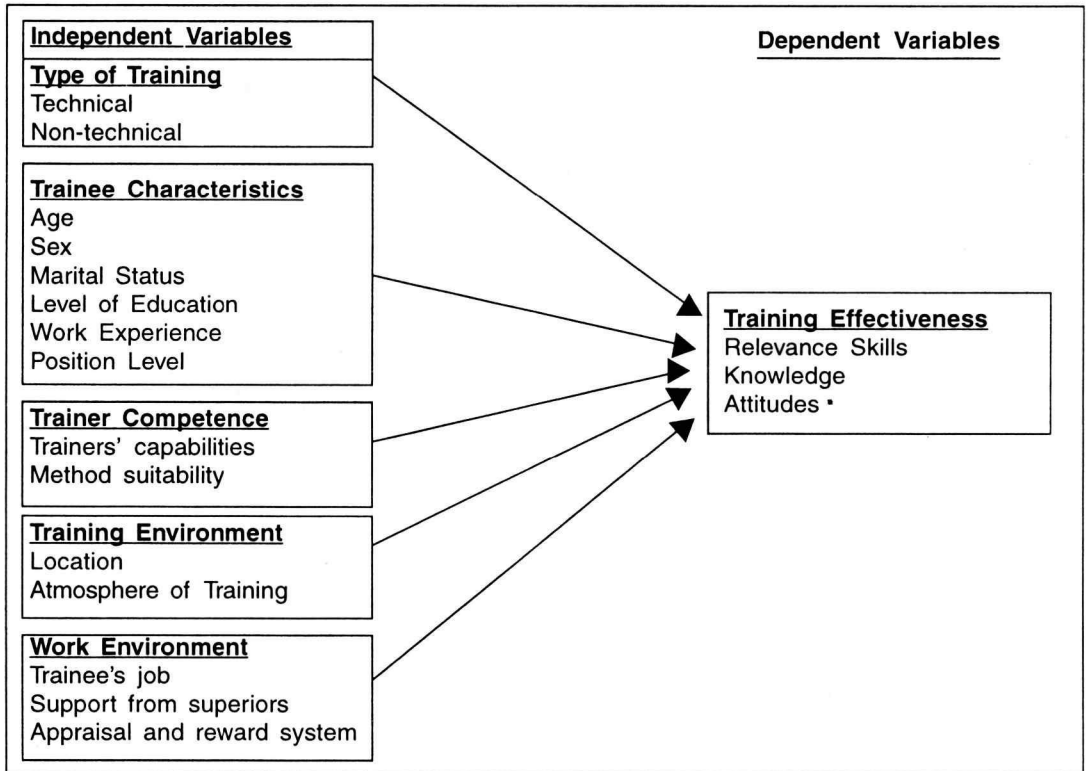 Independent Variables
Type of Training
Technical
Non-technical
Trainee Characteristics
Age
Sex
Marital Status
Level of Education
Work Experience
Position Level
Trainer Competence
Trainers' capabilities
Method suitability
Training Environment
Location
Atmosphere of Training
Work Environment
Trainee's job
Support from superiors
Appraisal and reward system
Dependent Variables
Training Effectiveness
Relevance Skills
Knowledge
Attitudes